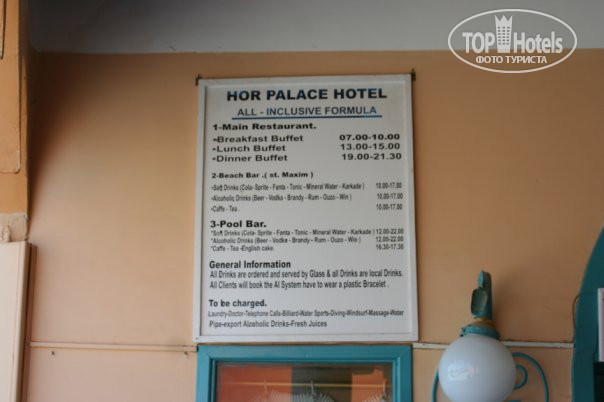 TOP Hotels
ФОТО ТУРИСТА
HOR PALACE HOTEL
ALL - INCLUSIVE FORMULA
1-Main Restaurant.
•Breakfast Buffet 07.00-10.00
•Lunch Buffet 13.00-15.00
•Dinner Buffet 19.00-21.30
2-Beach Bar .( st. Maxim )
•Soft Drinks (Cola- Sprite - Fanta - Tonic - Mineral Water - Karkade ) 10.00-17.00
•Alcoholic Drinks (Beer - Vodka - Brandy - Rum - Ouzo - Win ) 10.00-17.00
•Caffe - Tea . 10.00-17.00
3-Pool Bar.
*Soft Drinks (Cola- Sprite - Fanta - Tonic - Mineral Water - Karkade ) 12.00-22.00
*Alcoholic Drinks (Beer - Vodka - Brandy - Rum - Ouzo - Win ) 12.00-22.00
*Caffe - Tea -English cake. 16.30-17.30
General Information
All Drinks are ordered and served by Glass & all Drinks are local Drinks.
All Clients will book the AI System have to wear a plastic Bracelet .
To be charged.
Laundry-Doctor-Telephone Calls-Billiard-Water Sports-Diving-Windsurf-Massage-Water
Pipe-export Alcoholic Drinks-Fresh Juices